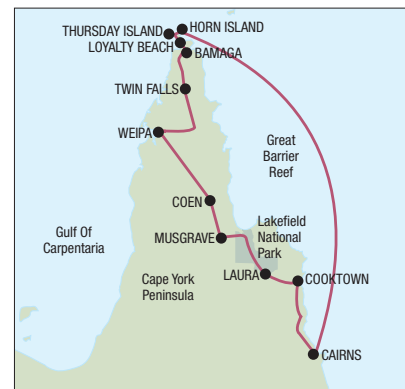 THURSDAY ISLAND
HORN ISLAND
LOYALTY BEACH
BAMAGA
TWIN FALLS
WEIPA
Great
Barrier
Reef
COEN
Gulf Of
Carpentaria
MUSGRAVE
Lakefield
National
Park
Cape York
Peninsula
LAURA
COOKTOWN
CAIRNS